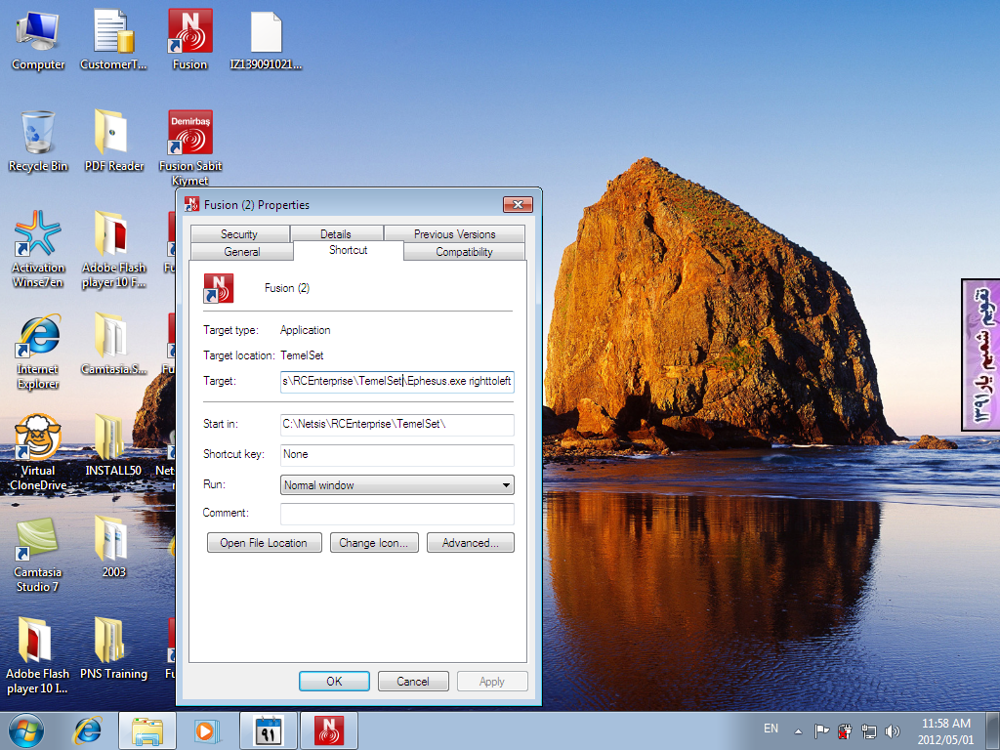 Computer
CustomerT...
Fusion
IZ139091021...
Recycle Bin
PDF Reader
Demirbaş
Fusion Sabit
Kiymet
Activation
Winse7en
Adobe Flash
player 10 F...
Internet
Explorer
Camtasia.S...
Virtual
CloneDrive
INSTALL50
Net
Camtasia
Studio 7
2003
Adobe Flash
player 10 I...
PNS Training
Fu
Fusion (2) Properties
Security
Details
Previous Versions
General
Shortcut
Compatibility
N
Fusion (2)
Target type: Application
Target location: TemelSet
Target: s\RCEnterprise\TemelSet\Ephesus.exe righttoleft
Start in: C:\Netsis\RCEnterprise\TemelSet\
Shortcut key: None
Run: Normal window
Comment:
Open File Location
Change Icon...
Advanced...
OK
Cancel
Apply
تقویم شمیم یار ۱۳۹۱
۹۱
N
EN
11:58 AM
2012/05/01